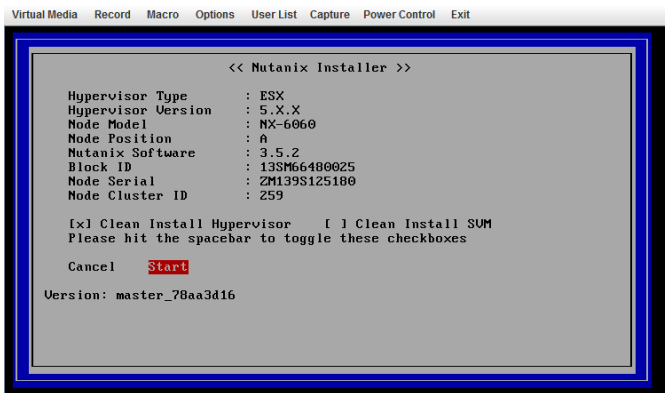 Virtual Media Record Macro Options User List Capture Power Control Exit
<< Nutanix Installer >>
Hypervisor Type : ESX
Hypervisor Version : 5.X.X
Node Model : NX-6060
Node Position : A
Nutanix Software : 3.5.2
Block ID : 13SM66480025
Node Serial : ZM139S125180
Node Cluster ID : 259
[x] Clean Install Hypervisor [ ] Clean Install SVM
Please hit the spacebar to toggle these checkboxes
Cancel Start
Version: master_78aa3d16